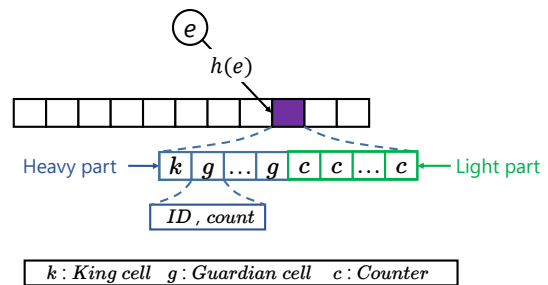 e
h(e)
Heavy part
k g ... g c c ... c
Light part
ID , count
k : King cell g : Guardian cell c : Counter